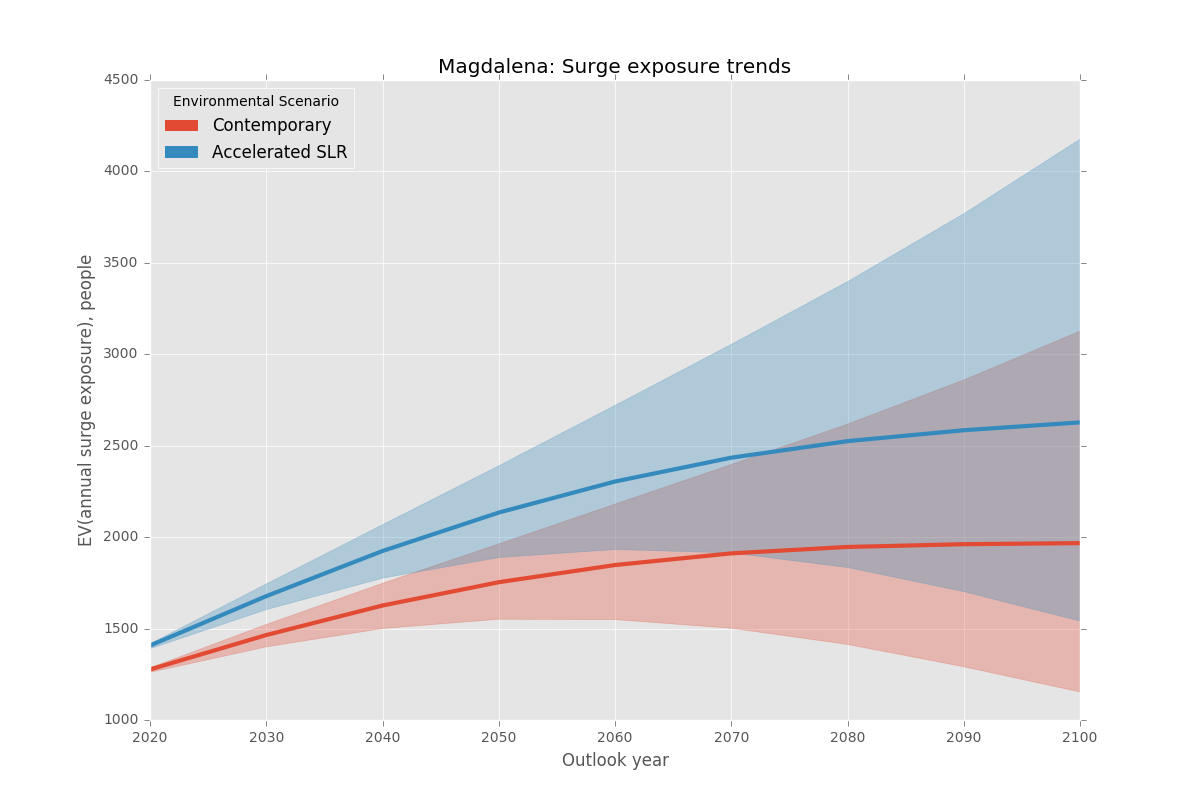 Magdalena: Surge exposure trends
4500
Environmental Scenario
Contemporary
Accelerated SLR
4000
3500
3000
2500
2000
1500
1000
EV(annual surge exposure), people
2020 2030 2040 2050 2060 2070 2080 2090 2100
Outlook year